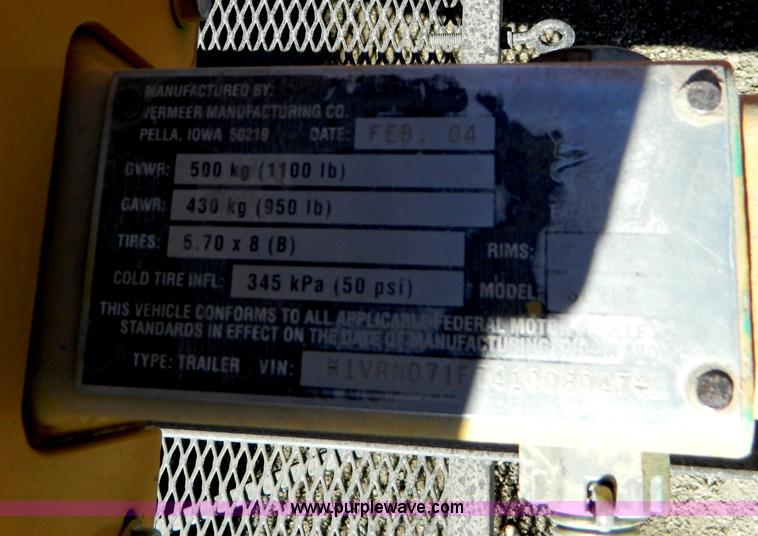 MANUFACTURED BY:
VERMEER MANUFACTURING CO.
PELLA, IOWA 50219 DATE: FEB. 04
GVWR: 500 kg (1100 lb)
GAWR: 430 kg (950 lb)
TIRES: 5.70 x 8 (B) RIMS:
COLD TIRE INFL: 345 kPa (50 psi) MODEL:
THIS VEHICLE CONFORMS TO ALL APPLICABLE FEDERAL MOTOR
STANDARDS IN EFFECT ON THE DATE OF MANUFACTURING
TYPE: TRAILER VIN:
www.purplewave.com